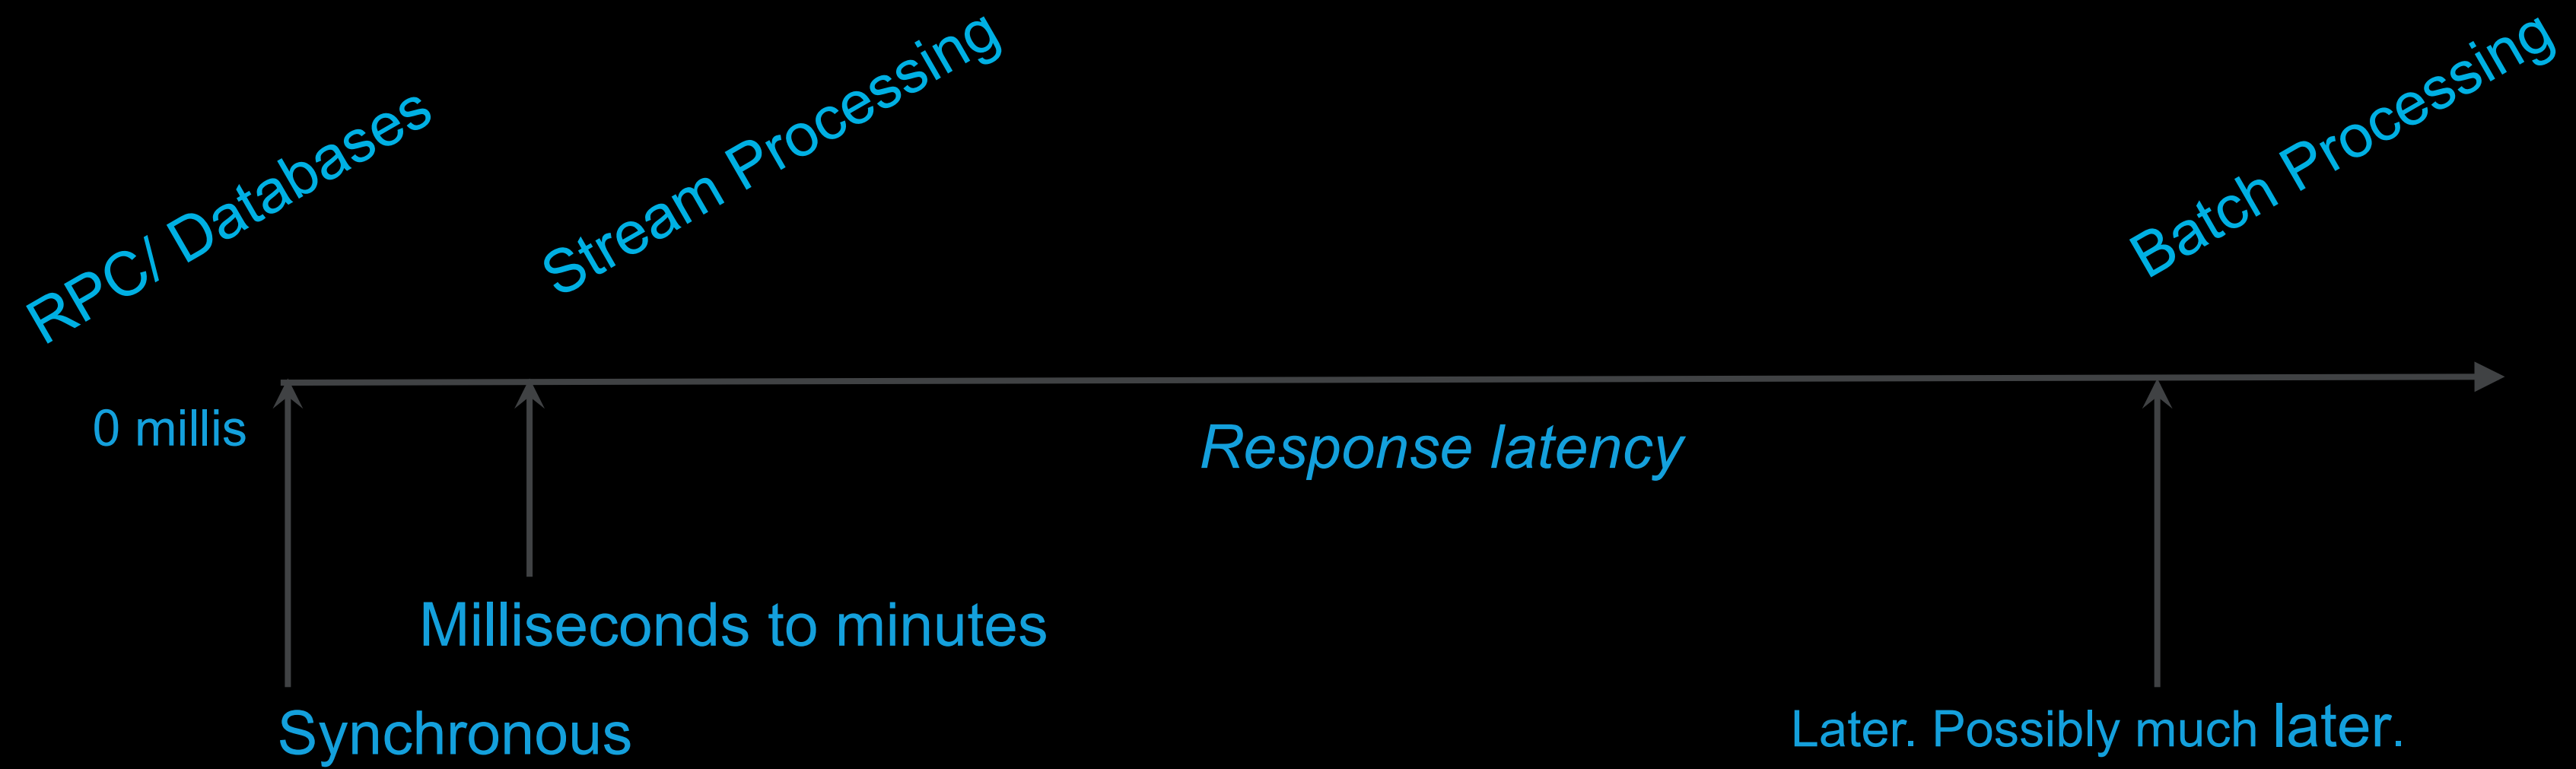 RPC/ Databases
Stream Processing
Batch Processing
0 millis
Response latency
Milliseconds to minutes
Synchronous
Later. Possibly much later.